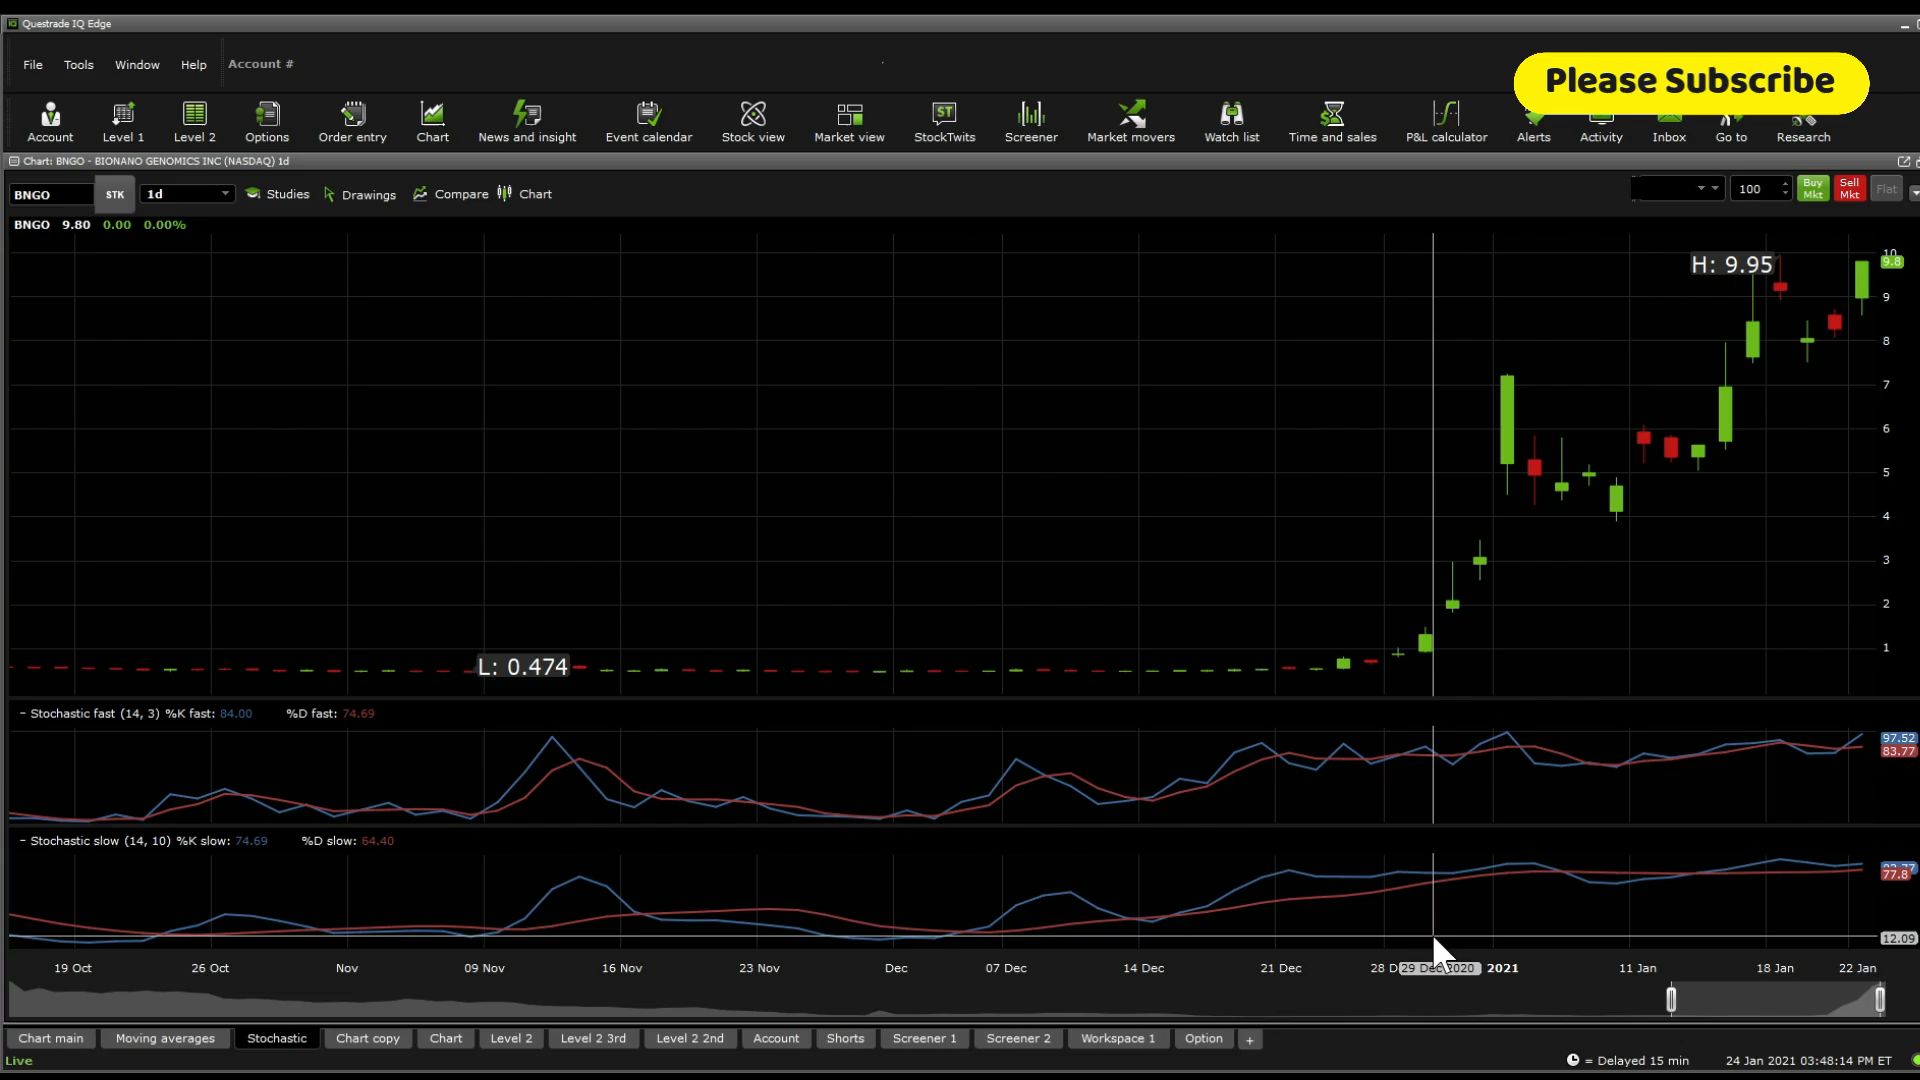 Questrade IQ Edge
File Tools Window Help Account #
Please Subscribe
Account Level 1 Level 2 Options Order entry Chart News and insight Event calendar Stock view Market view StockTwits Screener Market movers Watch list Time and sales P&L calculator Alerts Activity Inbox Go to Research
Chart: BNGO - BIONANO GENOMICS INC (NASDAQ) 1d
BNGO STK 1d Studies Drawings Compare Chart 100 Buy Mkt Sell Mkt Flat
BNGO 9.80 0.00 0.00%
10
9.8
H: 9.95
9
8
7
6
5
4
3
2
1
L: 0.474
- Stochastic fast (14, 3) %K fast: 84.00 %D fast: 74.69
97.52
83.77
- Stochastic slow (14, 10) %K slow: 74.69 %D slow: 64.40
77.8
12.09
19 Oct 26 Oct Nov 09 Nov 16 Nov 23 Nov Dec 07 Dec 14 Dec 21 Dec 28 D 29 Dec 2020 2021 11 Jan 18 Jan 22 Jan
Chart main Moving averages Stochastic Chart copy Chart Level 2 Level 2 3rd Level 2 2nd Account Shorts Screener 1 Screener 2 Workspace 1 Option +
Live = Delayed 15 min 24 Jan 2021 03:48:14 PM ET